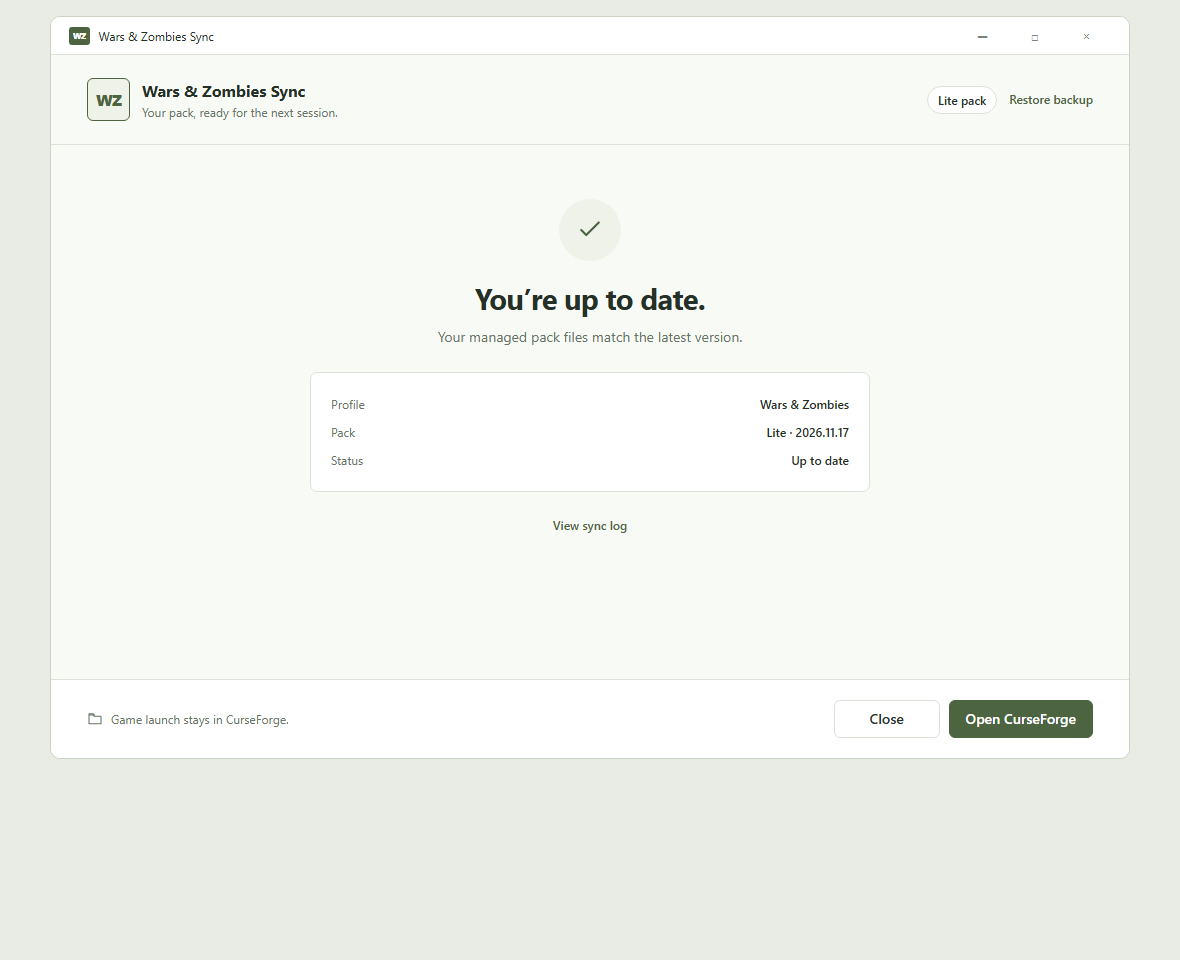 WZ Wars & Zombies Sync
WZ
Wars & Zombies Sync
Your pack, ready for the next session.
Lite pack
Restore backup
You’re up to date.
Your managed pack files match the latest version.
Profile Wars & Zombies
Pack Lite · 2026.11.17
Status Up to date
View sync log
Game launch stays in CurseForge.
Close
Open CurseForge